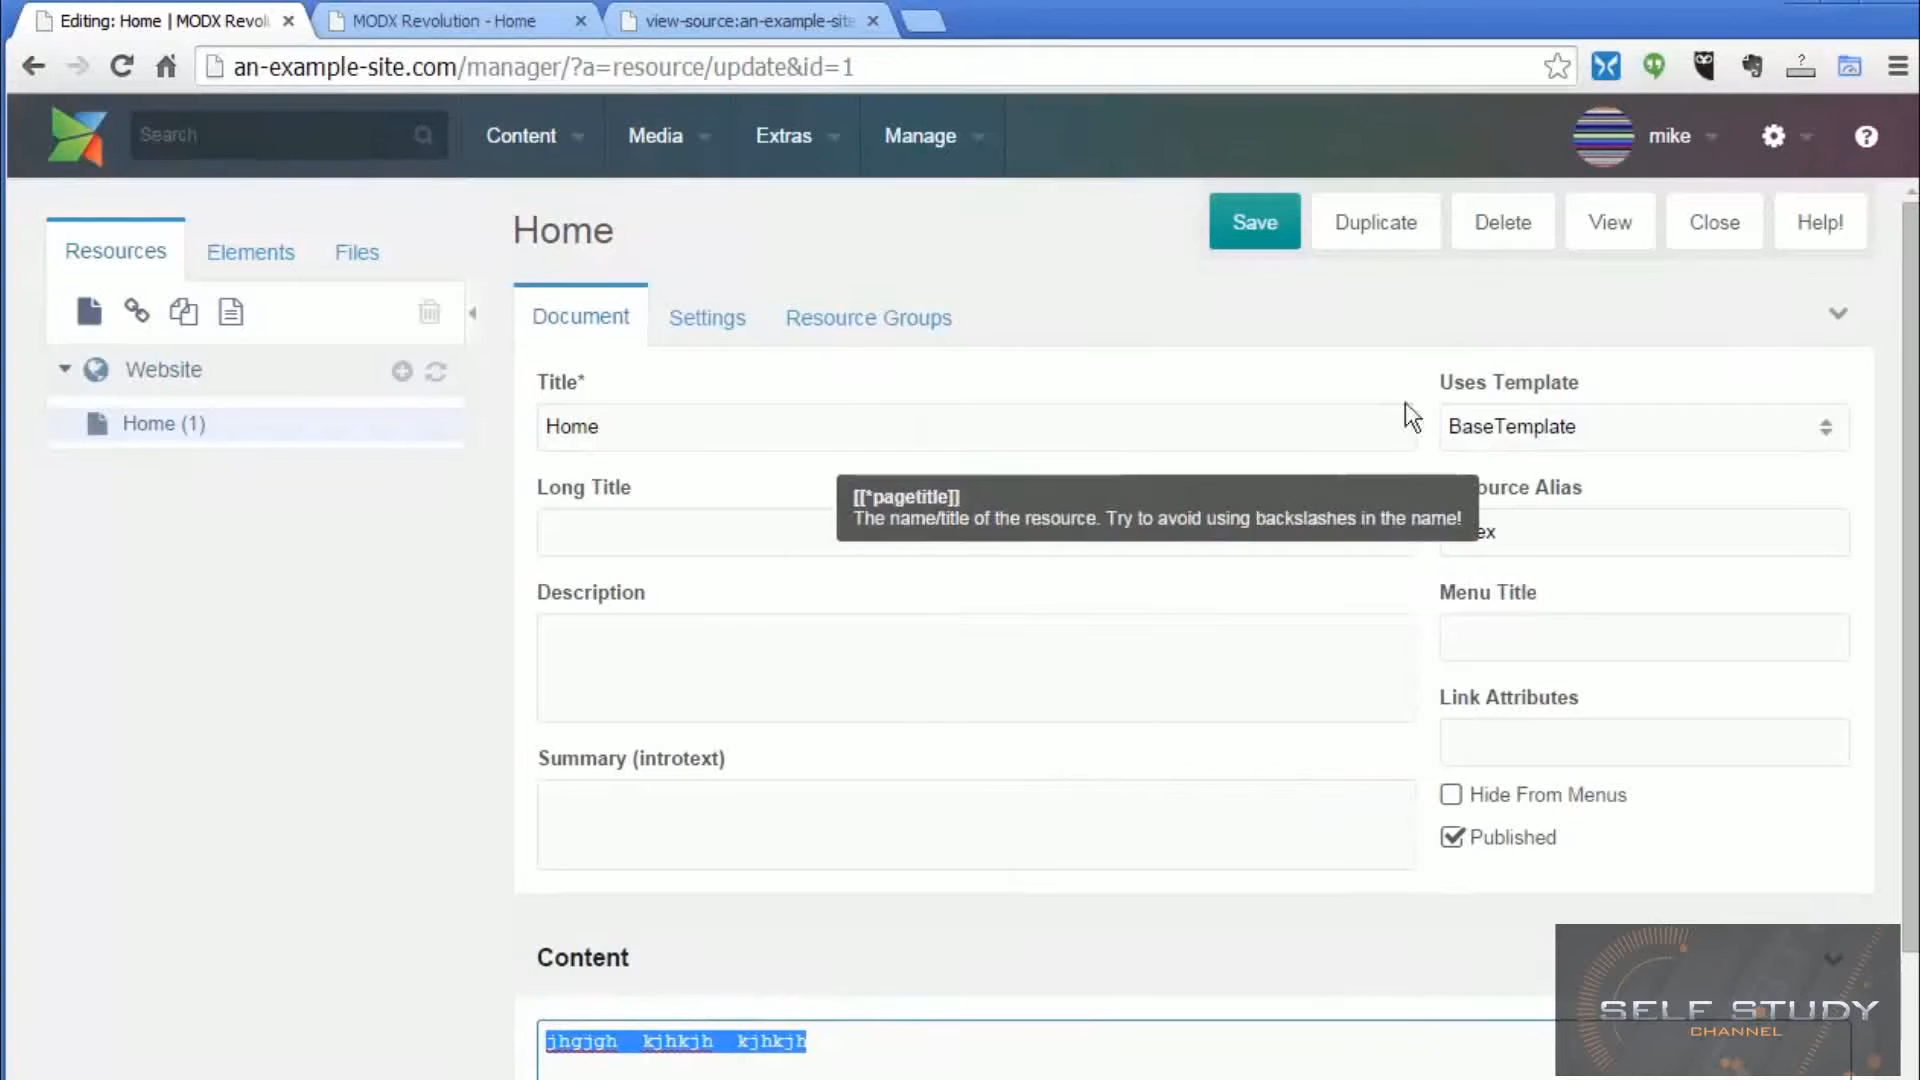 Editing: Home | MODX Revol
MODX Revolution - Home
view-source:an-example-site
an-example-site.com/manager/?a=resource/update&id=1
Search
Content
Media
Extras
Manage
mike
Resources
Elements
Files
Home
Save
Duplicate
Delete
View
Close
Help!
Website
Home (1)
Document
Settings
Resource Groups
Title*
Home
Uses Template
BaseTemplate
Long Title
[[*pagetitle]]
The name/title of the resource. Try to avoid using backslashes in the name!
ource Alias
ex
Description
Menu Title
Link Attributes
Summary (introtext)
Hide From Menus
Published
Content
jhgjgh kjhkjh kjhkjh
SELF STUDY
CHANNEL